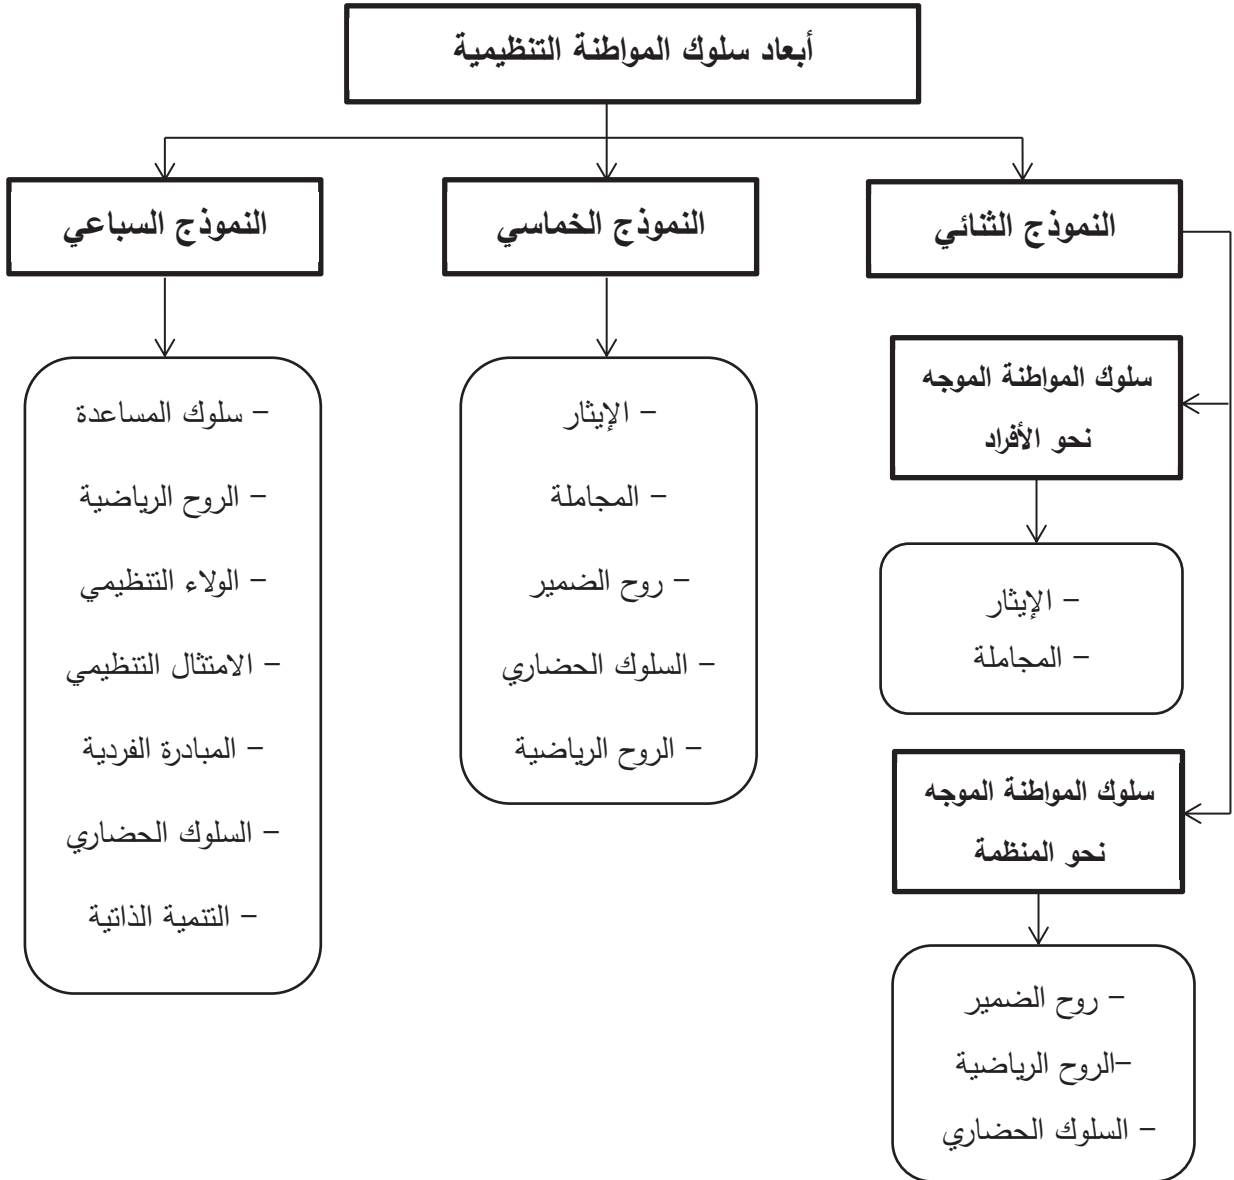 أبعاد سلوك المواطنة التنظيمية
النموذج الثنائي
سلوك المواطنة الموجه
نحو الأفراد
– الإيثار
– المجاملة
سلوك المواطنة الموجه
نحو المنظمة
– روح الضمير
–الروح الرياضية
– السلوك الحضاري
النموذج الخماسي
– الإيثار
– المجاملة
– روح الضمير
– السلوك الحضاري
– الروح الرياضية
النموذج السباعي
– سلوك المساعدة
– الروح الرياضية
– الولاء التنظيمي
– الامتثال التنظيمي
– المبادرة الفردية
– السلوك الحضاري
– التنمية الذاتية